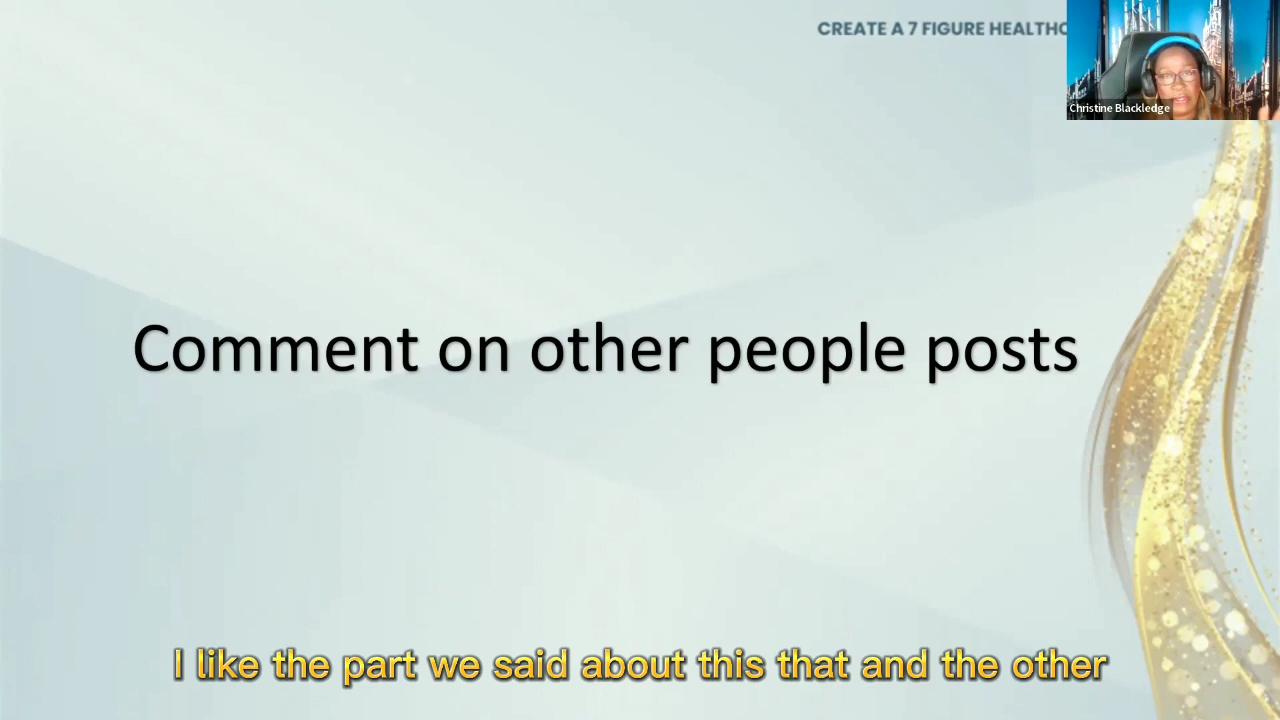 CREATE A 7 FIGURE
Christine Blackledge
Comment on other people posts
I like the part we said about this that and the other